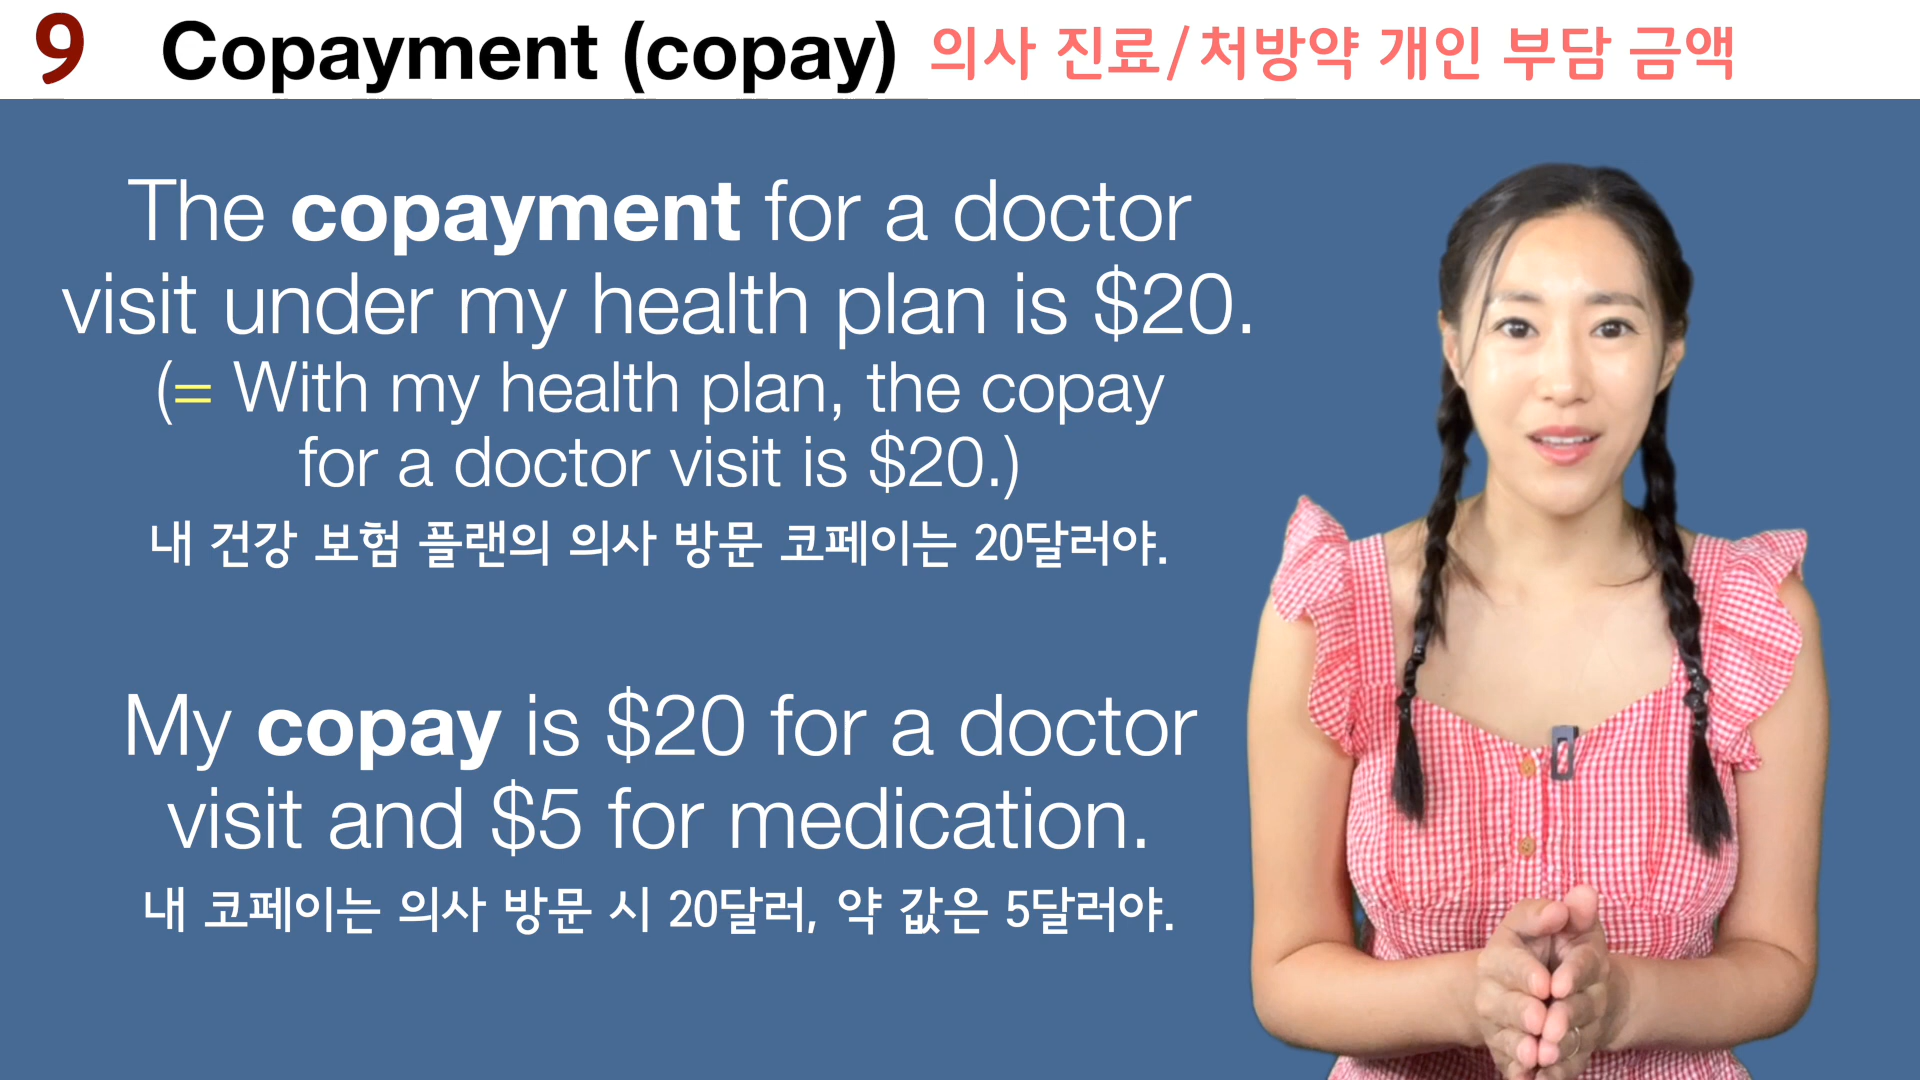 9 Copayment (copay) 의사 진료/처방약 개인 부담 금액
The copayment for a doctor
visit under my health plan is $20.
(= With my health plan, the copay
for a doctor visit is $20.)
내 건강 보험 플랜의 의사 방문 코페이는 20달러야.
My copay is $20 for a doctor
visit and $5 for medication.
내 코페이는 의사 방문 시 20달러, 약 값은 5달러야.